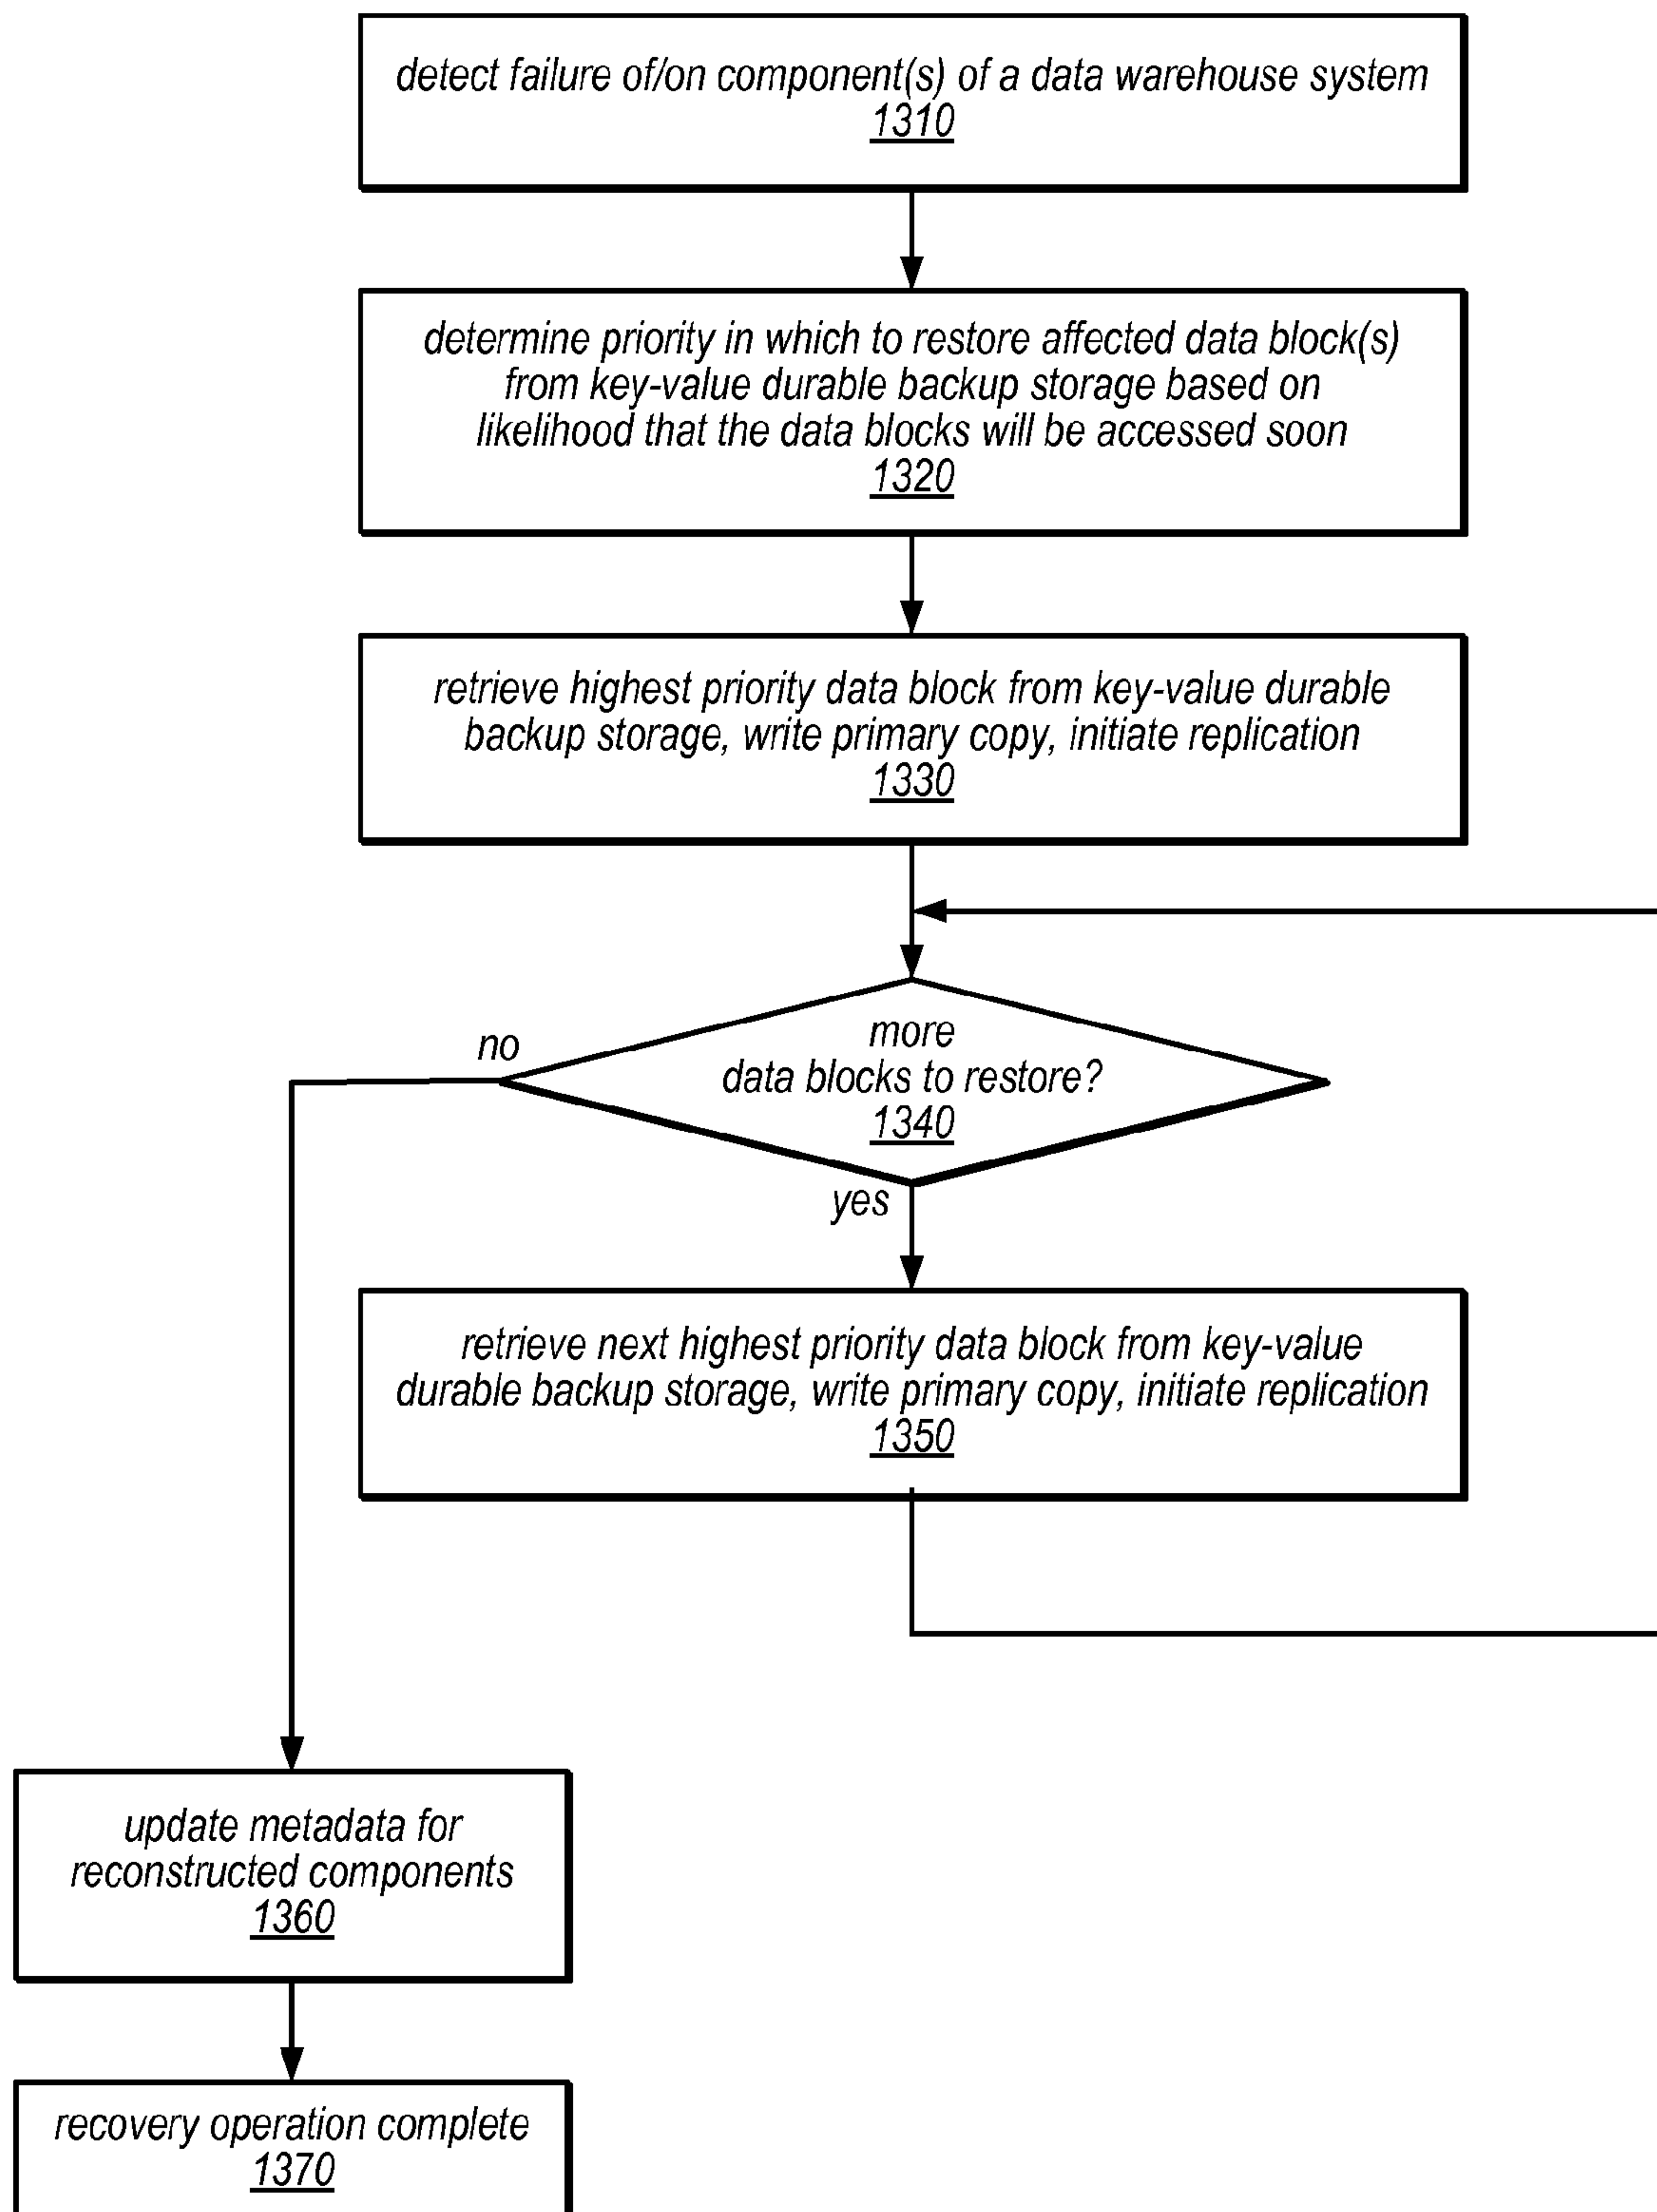 detect failure of/on component(s) of a data warehouse system
1310
determine priority in which to restore affected data block(s)
from key-value durable backup storage based on
likelihood that the data blocks will be accessed soon
1320
retrieve highest priority data block from key-value durable
backup storage, write primary copy, initiate replication
1330
more
data blocks to restore?
1340
no
yes
retrieve next highest priority data block from key-value
durable backup storage, write primary copy, initiate replication
1350
update metadata for
reconstructed components
1360
recovery operation complete
1370